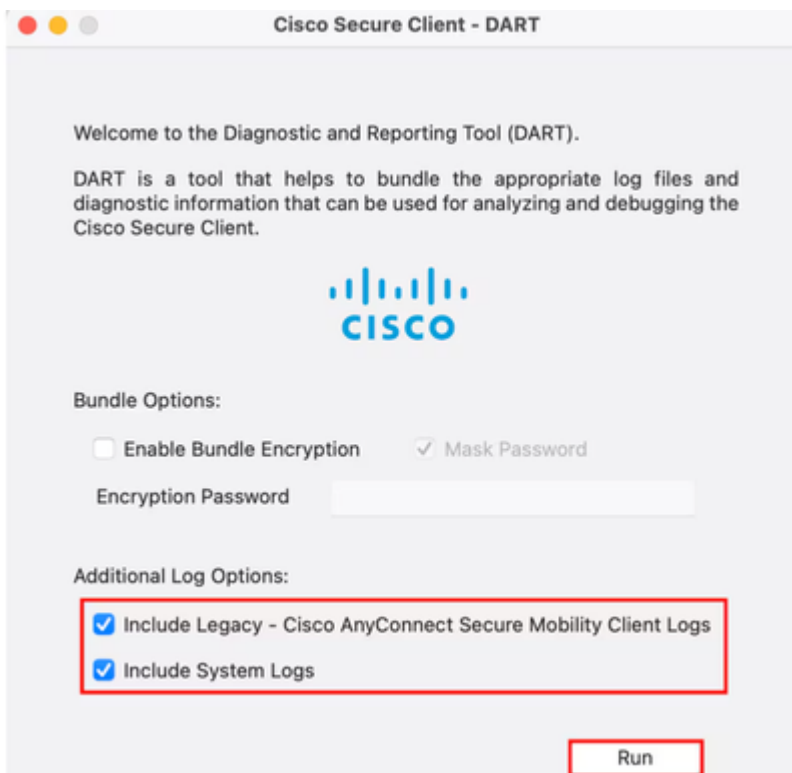 Cisco Secure Client - DART
Welcome to the Diagnostic and Reporting Tool (DART).
DART is a tool that helps to bundle the appropriate log files and
diagnostic information that can be used for analyzing and debugging the
Cisco Secure Client.
CISCO
Bundle Options:
Enable Bundle Encryption Mask Password
Encryption Password
Additional Log Options:
Include Legacy - Cisco AnyConnect Secure Mobility Client Logs
Include System Logs
Run